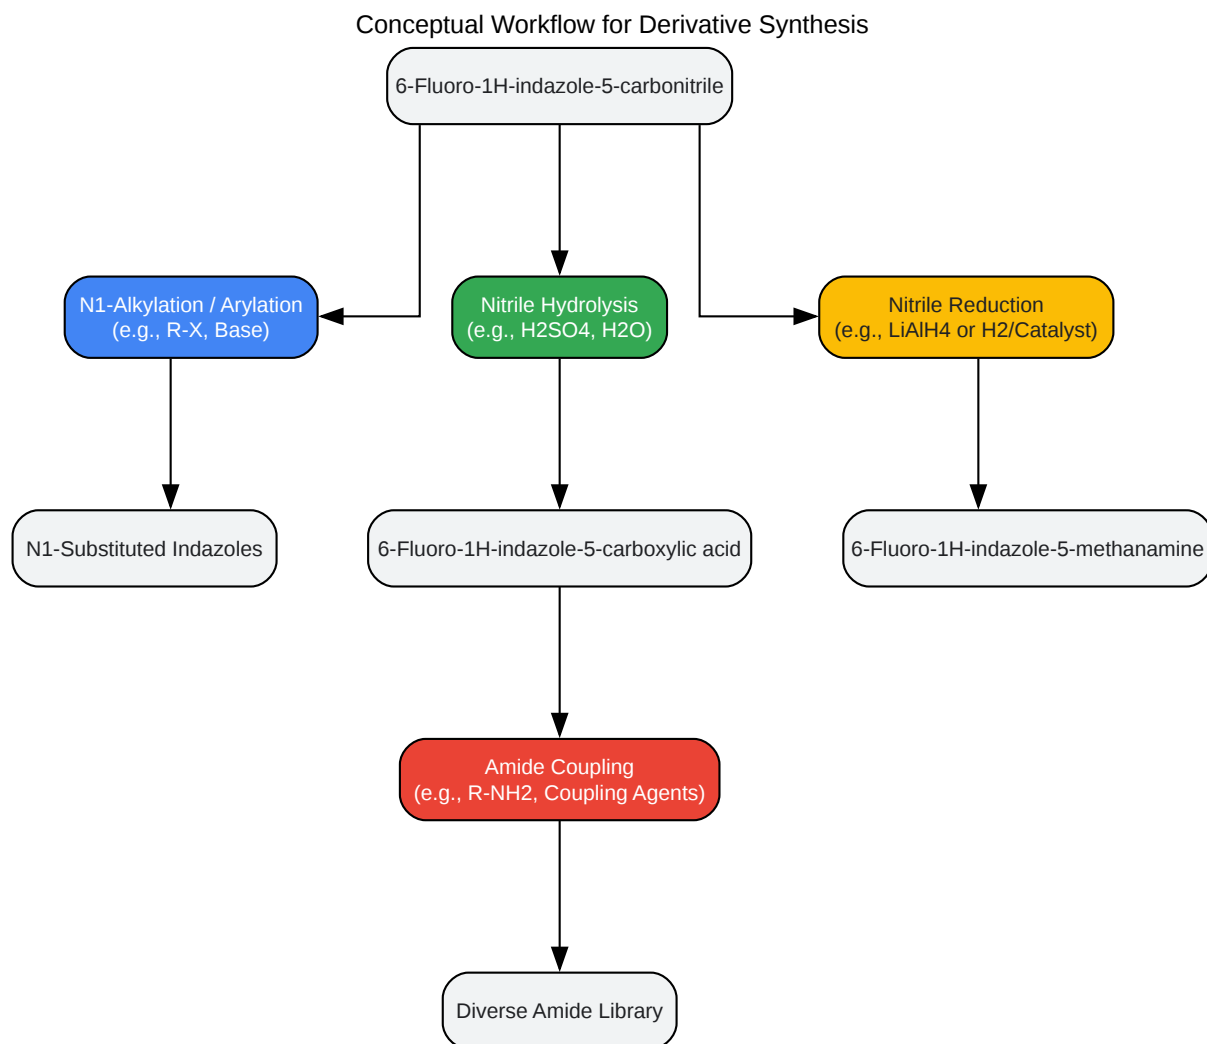 Conceptual Workflow for Derivative Synthesis
6-Fluoro-1H-indazole-5-carbonitrile
N1-Alkylation / Arylation
(e.g., R-X, Base)
Nitrile Hydrolysis
(e.g., H2SO4, H2O)
Nitrile Reduction
(e.g., LiAlH4 or H2/Catalyst)
N1-Substituted Indazoles
6-Fluoro-1H-indazole-5-carboxylic acid
6-Fluoro-1H-indazole-5-methanamine
Amide Coupling
(e.g., R-NH2, Coupling Agents)
Diverse Amide Library